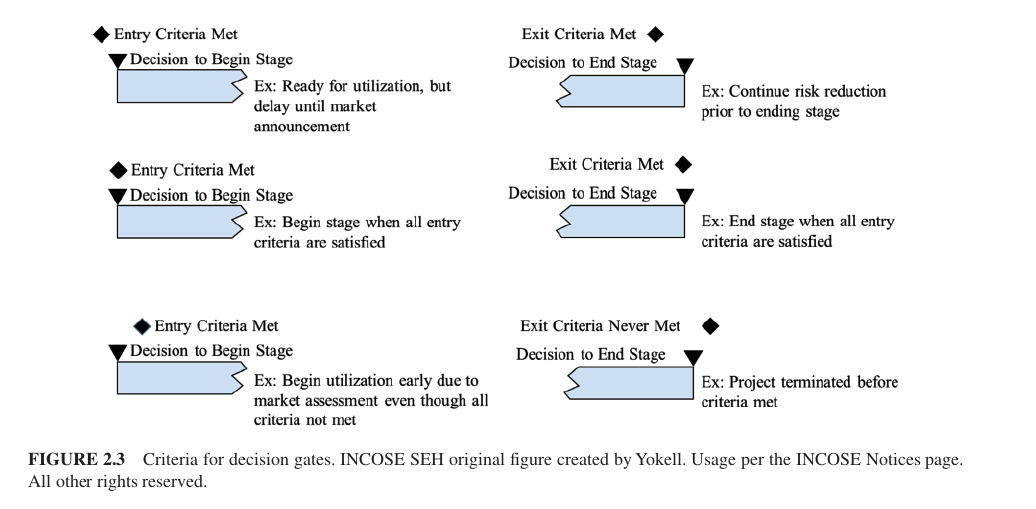 Entry Criteria Met
Decision to Begin Stage
Ex: Ready for utilization, but
delay until market
announcement
Exit Criteria Met
Decision to End Stage
Ex: Continue risk reduction
prior to ending stage
Entry Criteria Met
Decision to Begin Stage
Ex: Begin stage when all entry
criteria are satisfied
Exit Criteria Met
Decision to End Stage
Ex: End stage when all entry
criteria are satisfied
Entry Criteria Met
Decision to Begin Stage
Ex: Begin utilization early due to
market assessment even though all
criteria not met
Exit Criteria Never Met
Decision to End Stage
Ex: Project terminated before
criteria met
FIGURE 2.3 Criteria for decision gates. INCOSE SEH original figure created by Yokell. Usage per the INCOSE Notices page.
All other rights reserved.